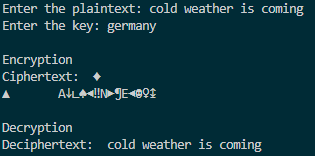 Enter the plaintext: cold weather is coming
Enter the key: germany
Encryption
Ciphertext: ♦
▲ A↓∟♠◄‼N►¶E◄☻♀↨
Decryption
Deciphertext: cold weather is coming